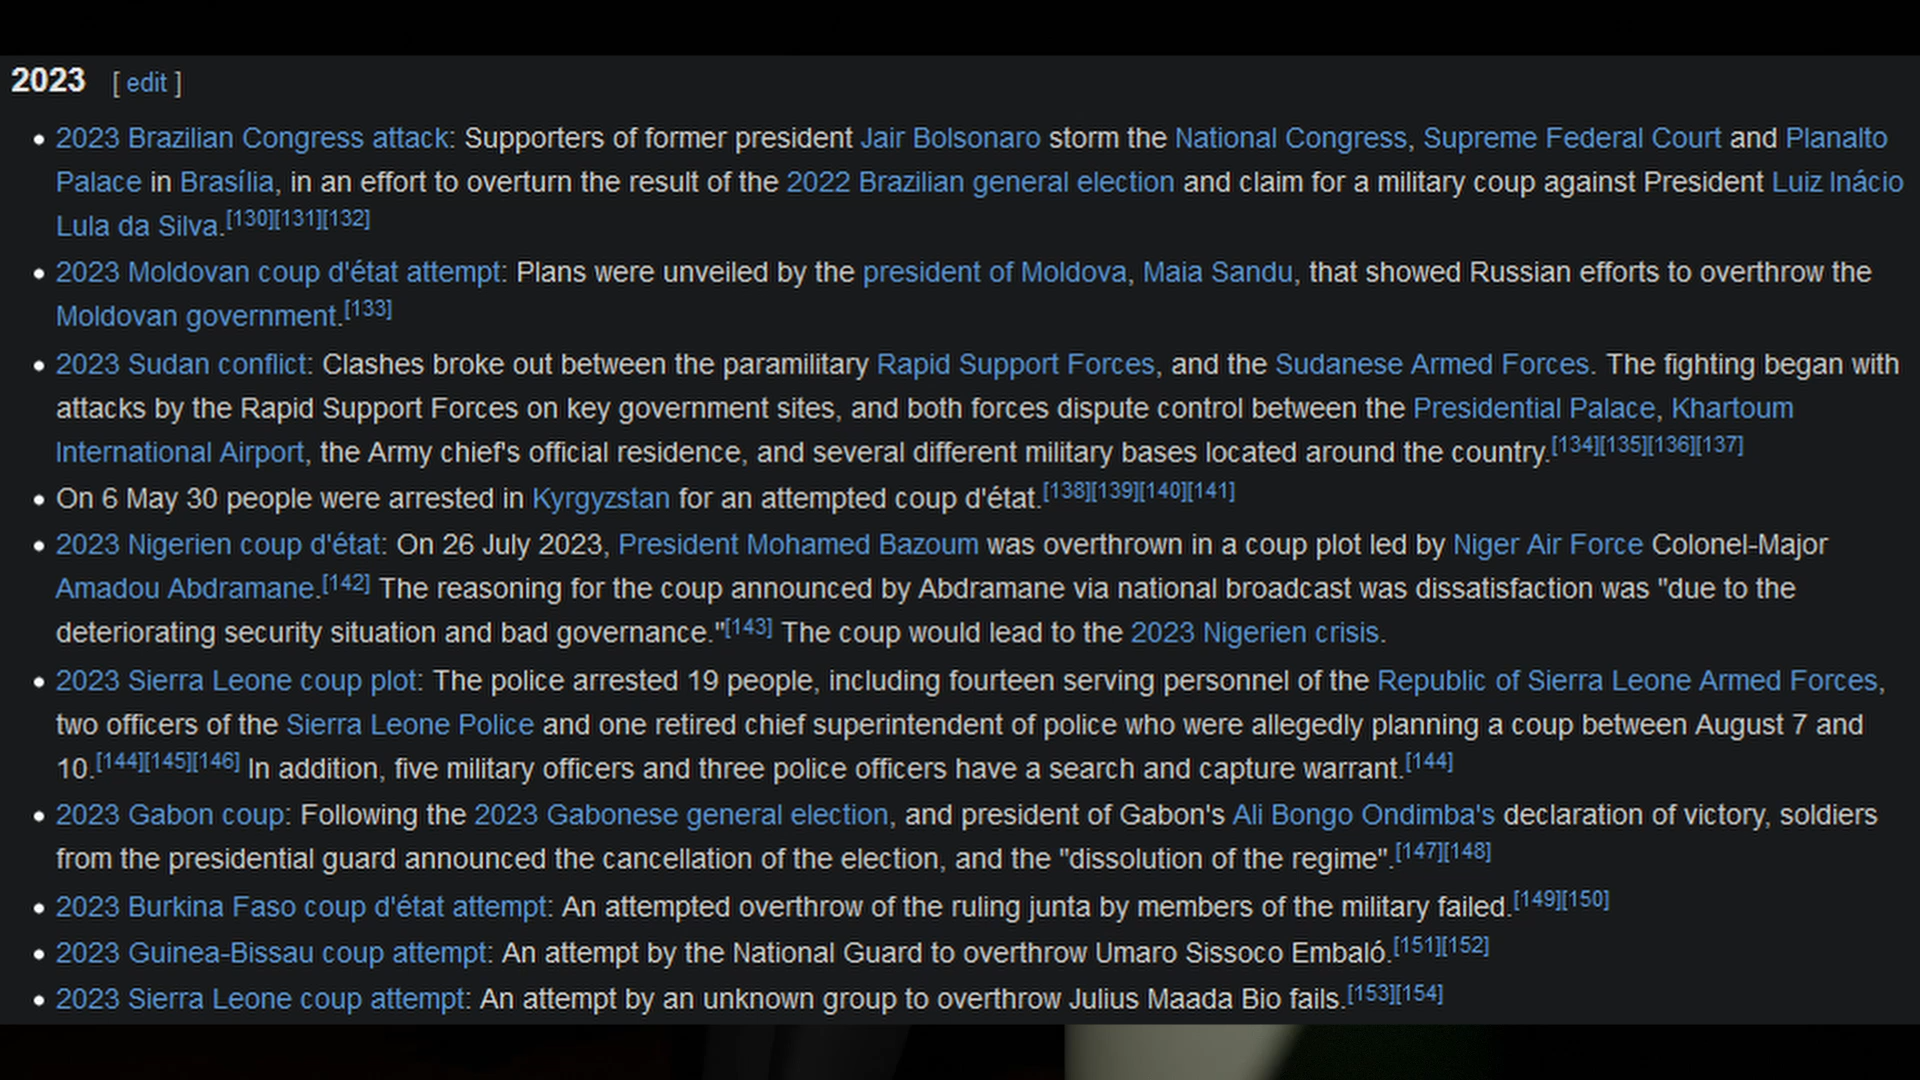 2023 [ edit ]
• 2023 Brazilian Congress attack: Supporters of former president Jair Bolsonaro storm the National Congress, Supreme Federal Court and Planalto
Palace in Brasília, in an effort to overturn the result of the 2022 Brazilian general election and claim for a military coup against President Luiz Inácio
Lula da Silva.[130][131][132]
• 2023 Moldovan coup d'état attempt: Plans were unveiled by the president of Moldova, Maia Sandu, that showed Russian efforts to overthrow the
Moldovan government.[133]
• 2023 Sudan conflict: Clashes broke out between the paramilitary Rapid Support Forces, and the Sudanese Armed Forces. The fighting began with
attacks by the Rapid Support Forces on key government sites, and both forces dispute control between the Presidential Palace, Khartoum
International Airport, the Army chief's official residence, and several different military bases located around the country.[134][135][136][137]
• On 6 May 30 people were arrested in Kyrgyzstan for an attempted coup d'état.[138][139][140][141]
• 2023 Nigerien coup d'état: On 26 July 2023, President Mohamed Bazoum was overthrown in a coup plot led by Niger Air Force Colonel-Major
Amadou Abdramane.[142] The reasoning for the coup announced by Abdramane via national broadcast was dissatisfaction was "due to the
deteriorating security situation and bad governance."[143] The coup would lead to the 2023 Nigerien crisis.
• 2023 Sierra Leone coup plot: The police arrested 19 people, including fourteen serving personnel of the Republic of Sierra Leone Armed Forces,
two officers of the Sierra Leone Police and one retired chief superintendent of police who were allegedly planning a coup between August 7 and
10.[144][145][146] In addition, five military officers and three police officers have a search and capture warrant.[144]
• 2023 Gabon coup: Following the 2023 Gabonese general election, and president of Gabon's Ali Bongo Ondimba's declaration of victory, soldiers
from the presidential guard announced the cancellation of the election, and the "dissolution of the regime".[147][148]
• 2023 Burkina Faso coup d'état attempt: An attempted overthrow of the ruling junta by members of the military failed.[149][150]
• 2023 Guinea-Bissau coup attempt: An attempt by the National Guard to overthrow Umaro Sissoco Embaló.[151][152]
• 2023 Sierra Leone coup attempt: An attempt by an unknown group to overthrow Julius Maada Bio fails.[153][154]